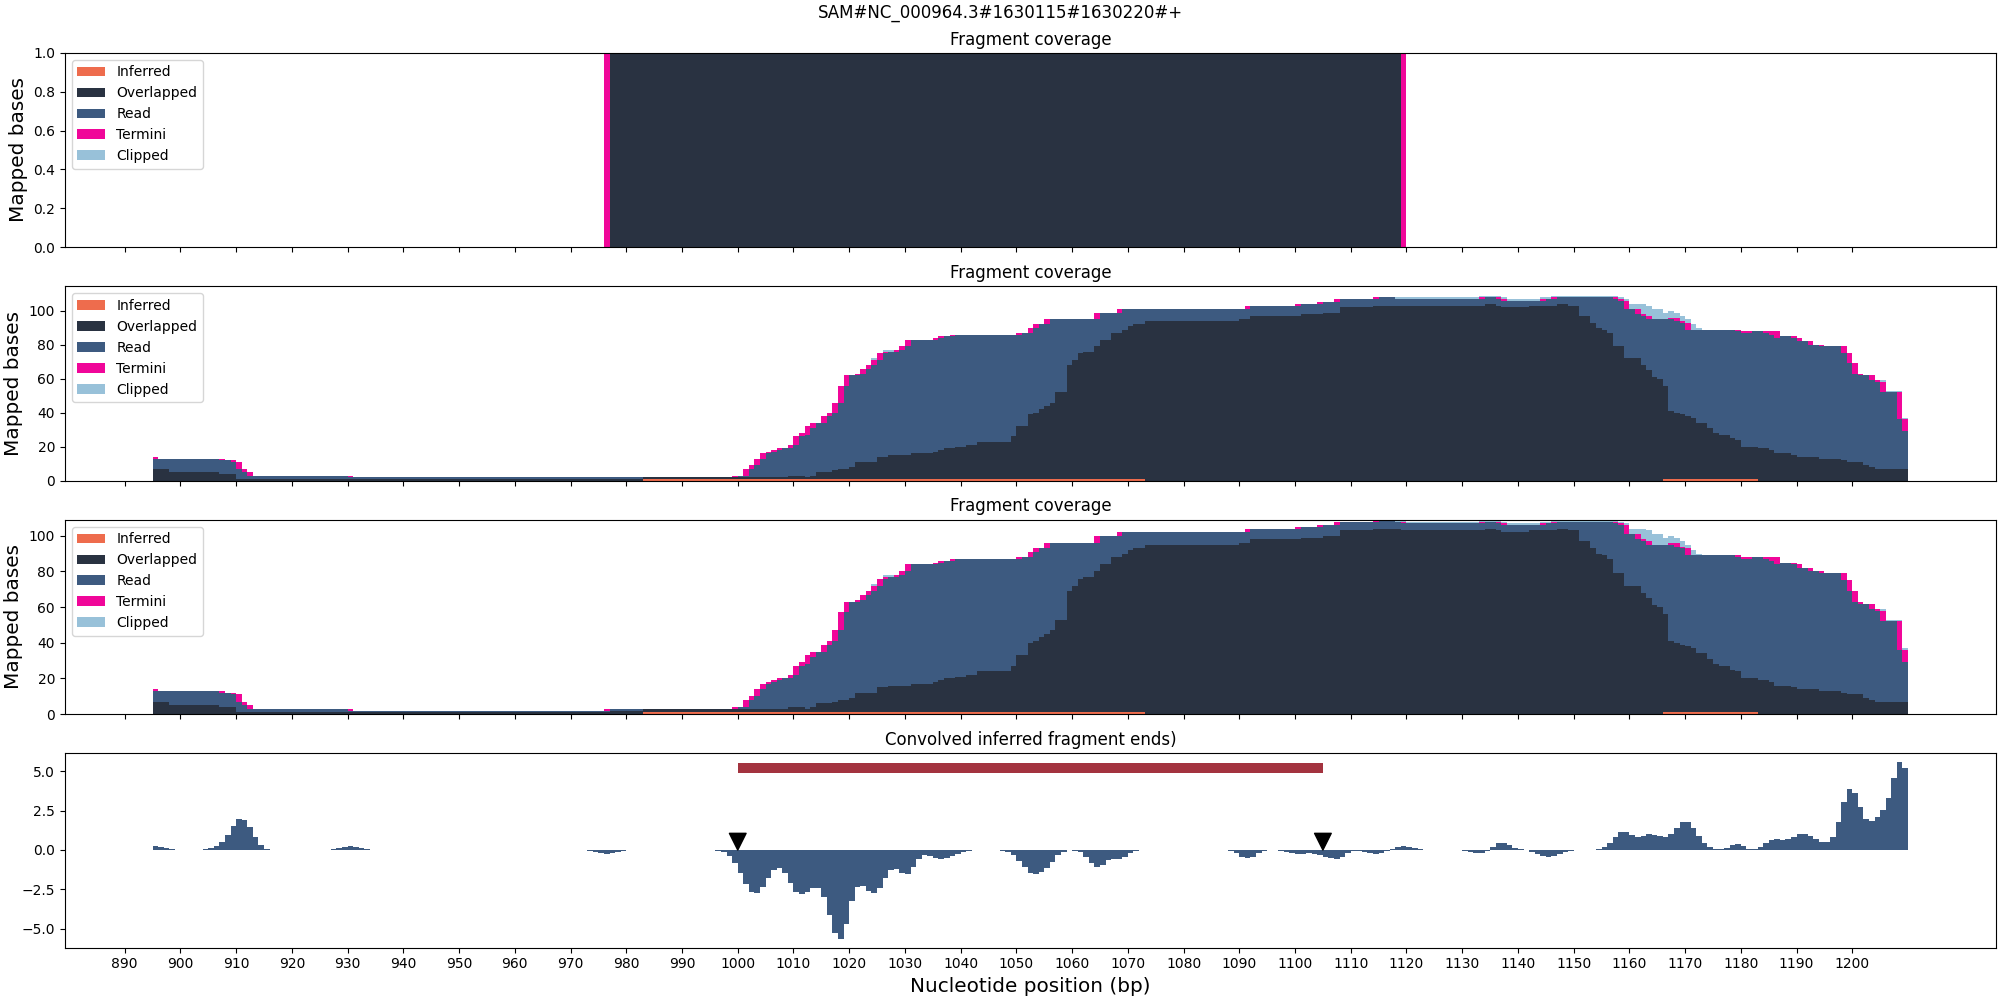 SAM#NC_000964.3#1630115#1630220#+
Fragment coverage
Mapped bases
1.0
0.8
0.6
0.4
0.2
0.0
Inferred
Overlapped
Read
Termini
Clipped
Fragment coverage
Mapped bases
100
80
60
40
20
0
Inferred
Overlapped
Read
Termini
Clipped
Fragment coverage
Mapped bases
100
80
60
40
20
0
Inferred
Overlapped
Read
Termini
Clipped
Convolved inferred fragment ends)
5.0
2.5
0.0
−2.5
−5.0
890 900 910 920 930 940 950 960 970 980 990 1000 1010 1020 1030 1040 1050 1060 1070 1080 1090 1100 1110 1120 1130 1140 1150 1160 1170 1180 1190 1200
Nucleotide position (bp)